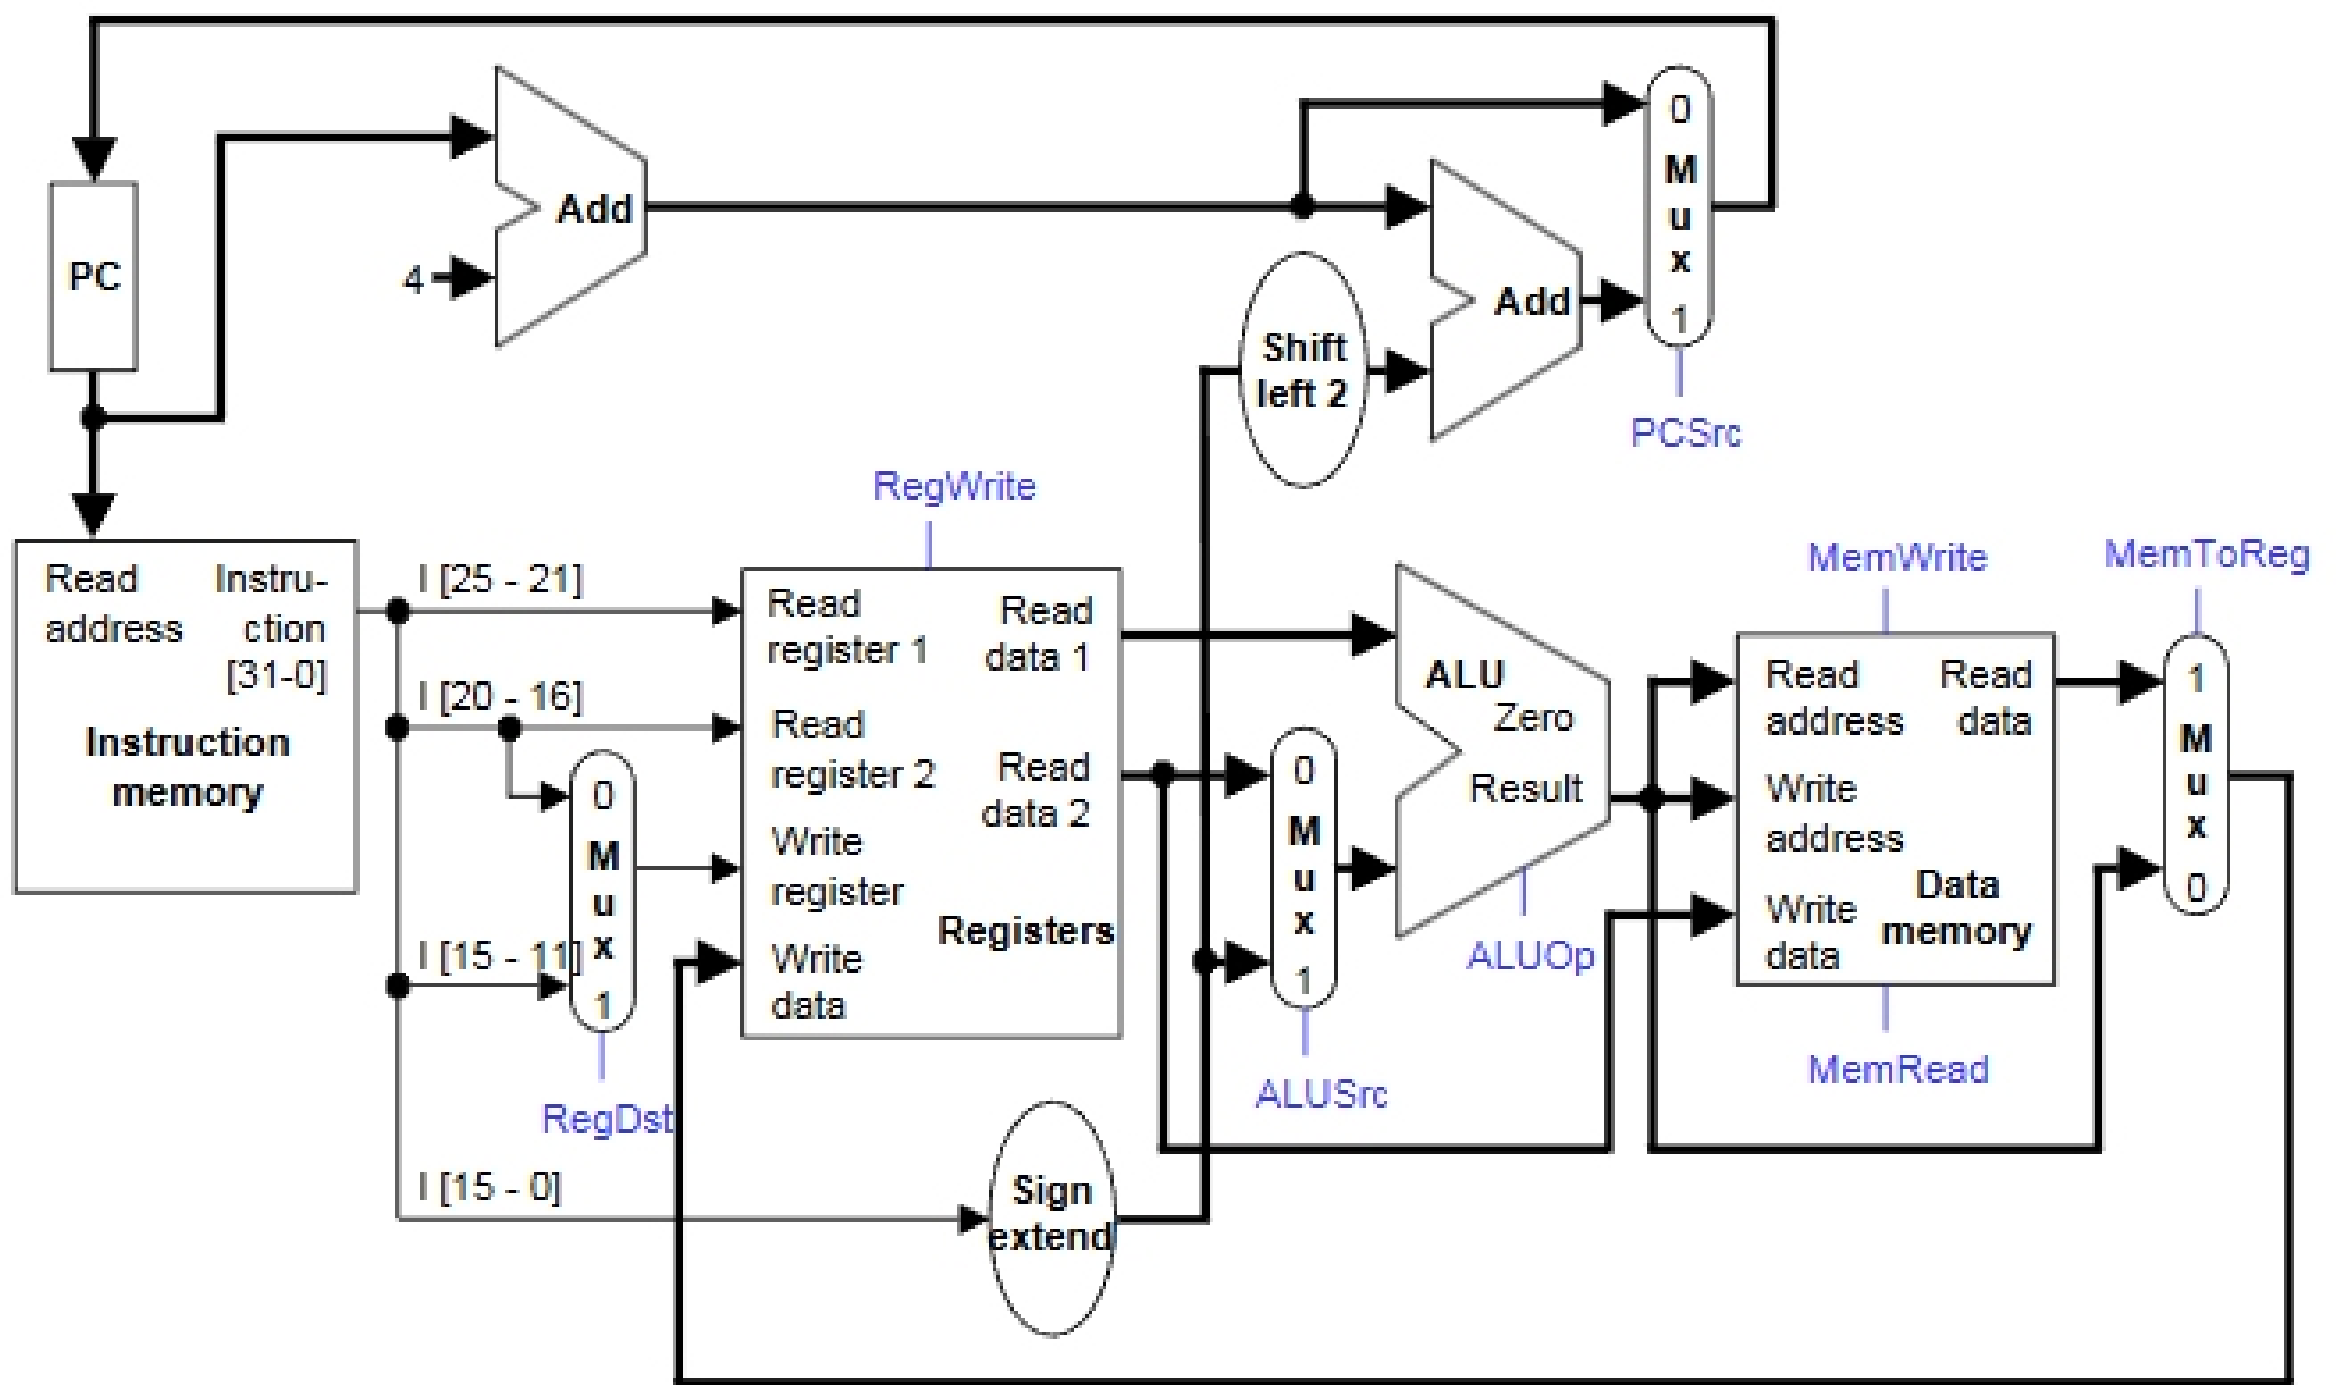 0
M
u
x
1
PCSrc
Add
4
PC
Add
Shift
left 2
RegWrite
MemWrite
MemToReg
Read address
Instru-
ction
[31-0]
Instruction
memory
I [25 - 21]
I [20 - 16]
I [15 - 11]
I [15 - 0]
0
M
u
x
1
RegDst
Read
register 1
Read
register 2
Write
register
Write
data
Read
data 1
Read
data 2
Registers
Sign
extend
0
M
u
x
1
ALUSrc
ALU
Zero
Result
ALUOp
Read
address
Write
address
Write
data
Read
data
Data
memory
MemRead
1
M
u
x
0